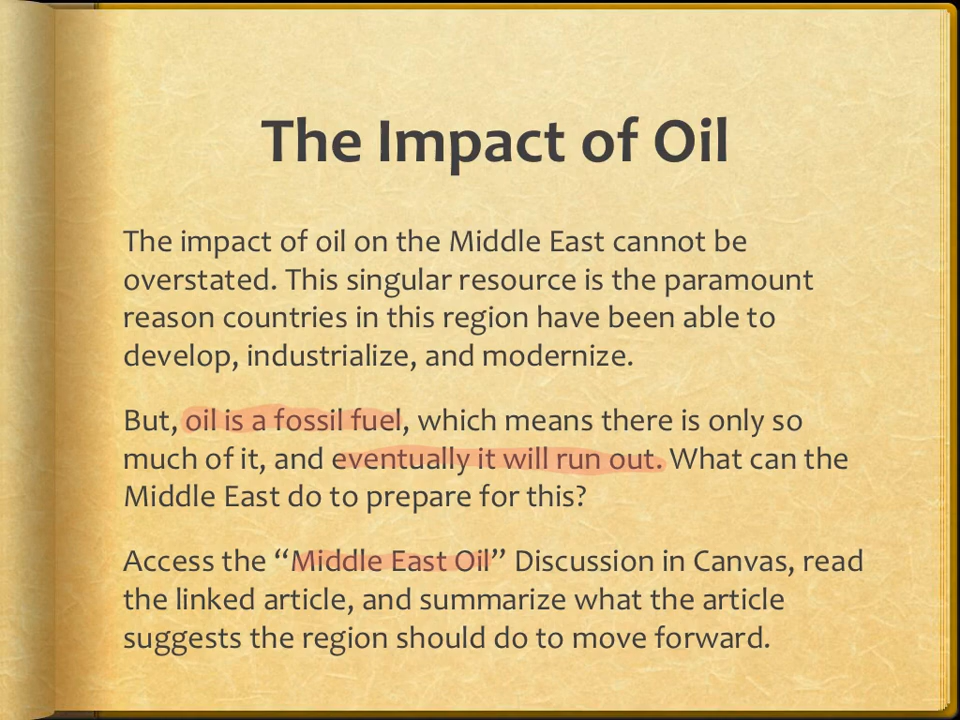 The Impact of Oil
The impact of oil on the Middle East cannot be
overstated. This singular resource is the paramount
reason countries in this region have been able to
develop, industrialize, and modernize.
But, oil is a fossil fuel, which means there is only so
much of it, and eventually it will run out. What can the
Middle East do to prepare for this?
Access the “Middle East Oil” Discussion in Canvas, read
the linked article, and summarize what the article
suggests the region should do to move forward.